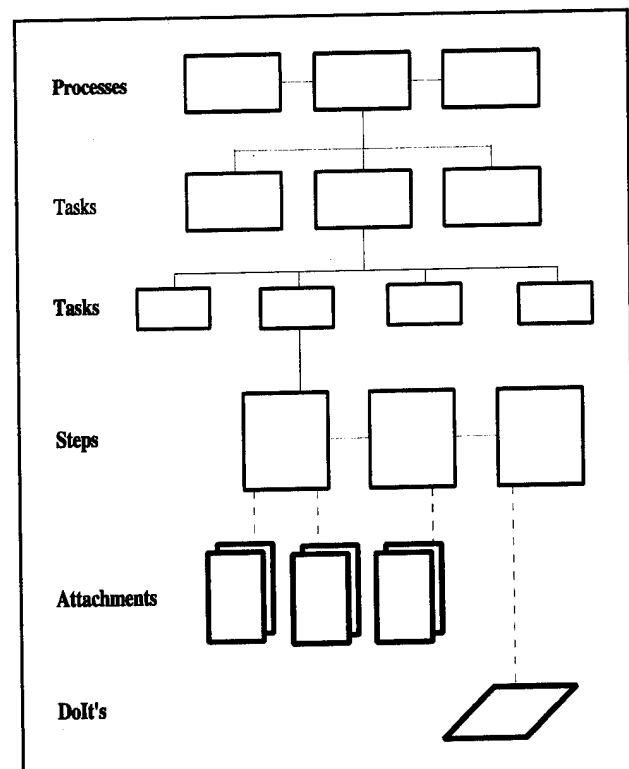 Processes
Tasks
Tasks
Steps
Attachments
DoIt's